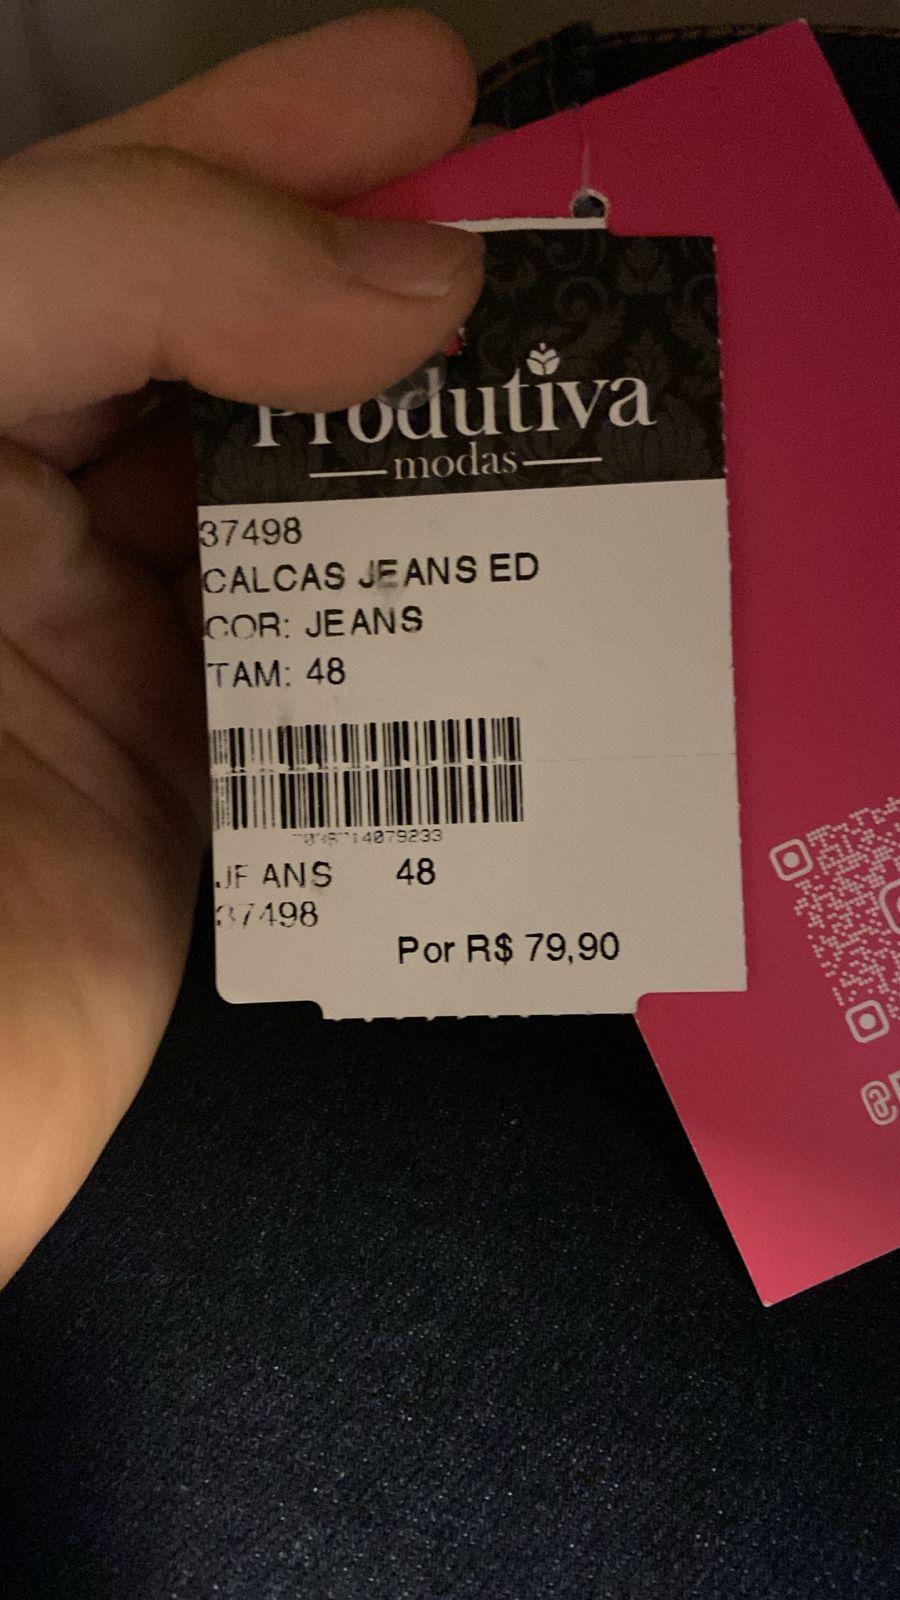 Produtiva
modas
37498
CALCAS JEANS ED
COR: JEANS
TAM: 48
JEANS 48
37498
Por R$ 79,90